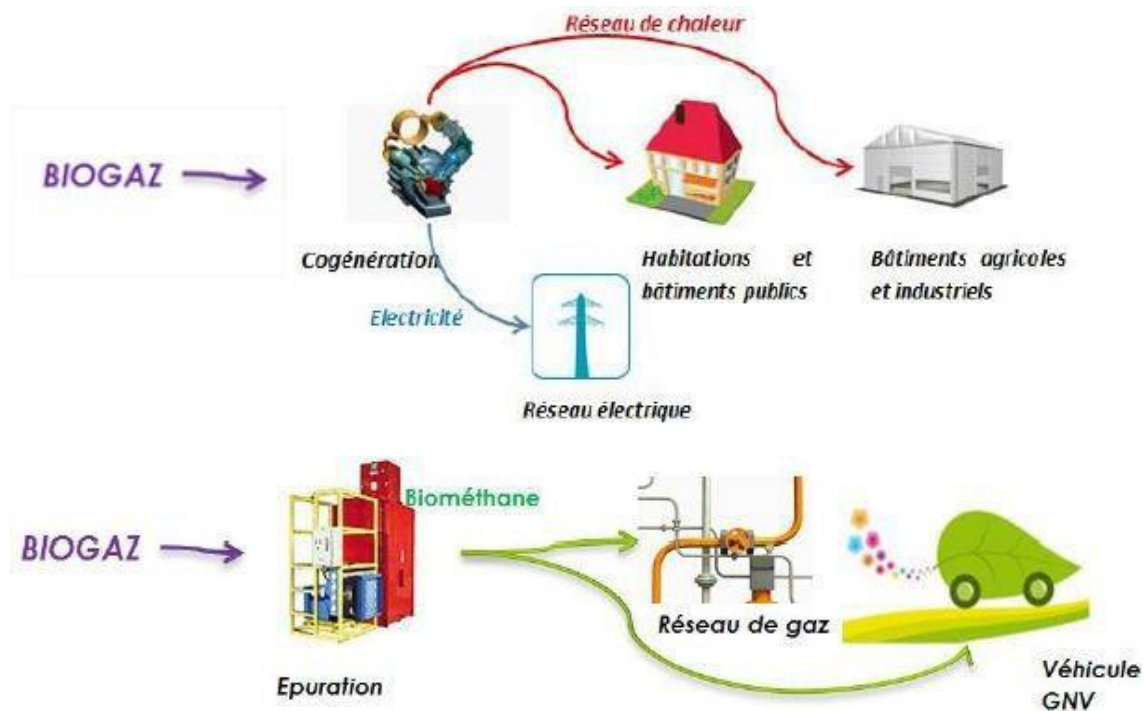 Réseau de chaleur
BIOGAZ
Cogénération
Habitations et
bâtiments publics
Bâtiments agricoles
et industriels
Electricité
Réseau électrique
Biométhane
BIOGAZ
Réseau de gaz
Epuration
Véhicule
GNV